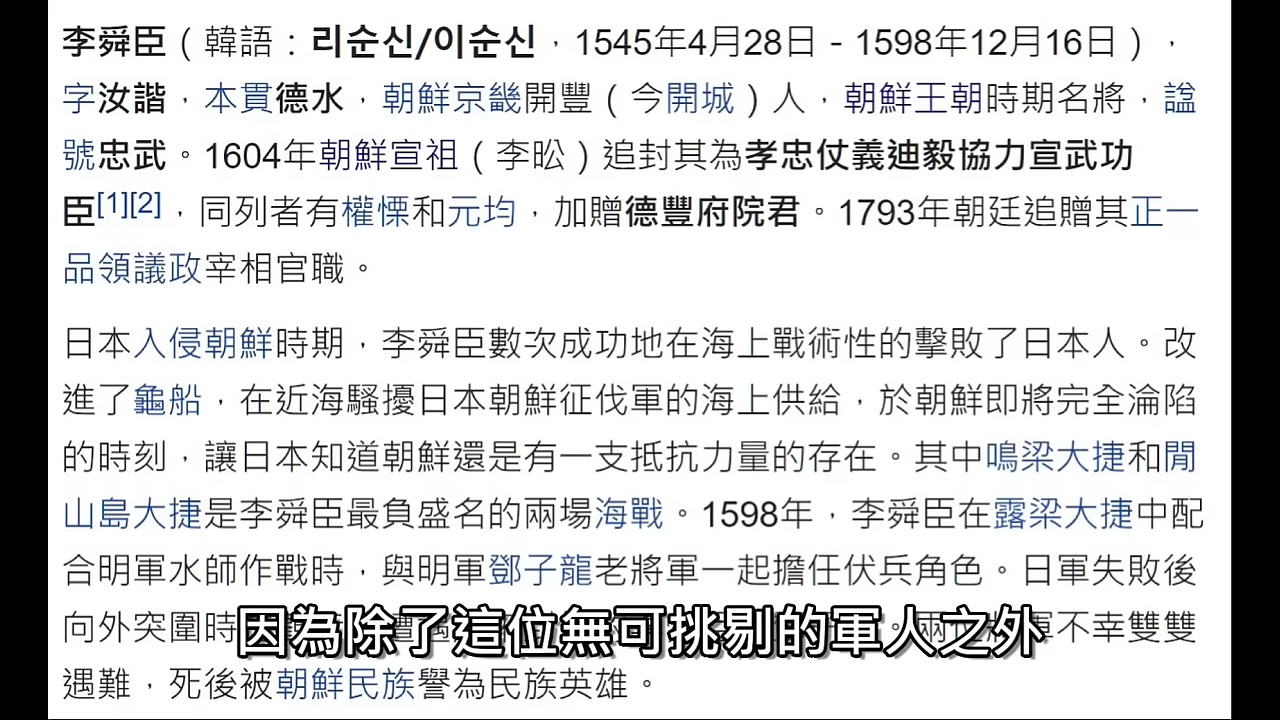 李舜臣（韓語：리순신/이순신，1545年4月28日－1598年12月16日），
字汝諧，本貫德水，朝鮮京畿開豐（今開城）人，朝鮮王朝時期名將，諡
號忠武。1604年朝鮮宣祖（李昖）追封其為孝忠仗義迪毅協力宣武功
臣[1][2]，同列者有權慄和元均，加贈德豐府院君。1793年朝廷追贈其正一
品領議政宰相官職。
日本入侵朝鮮時期，李舜臣數次成功地在海上戰術性的擊敗了日本人。改
進了龜船，在近海騷擾日本朝鮮征伐軍的海上供給，於朝鮮即將完全淪陷
的時刻，讓日本知道朝鮮還是有一支抵抗力量的存在。其中鳴梁大捷和閒
山島大捷是李舜臣最負盛名的兩場海戰。1598年，李舜臣在露梁大捷中配
合明軍水師作戰時，與明軍鄧子龍老將軍一起擔任伏兵角色。日軍失敗後
向外突圍時 不幸雙雙
因為除了這位無可挑剔的軍人之外
遇難，死後被朝鮮民族譽為民族英雄。